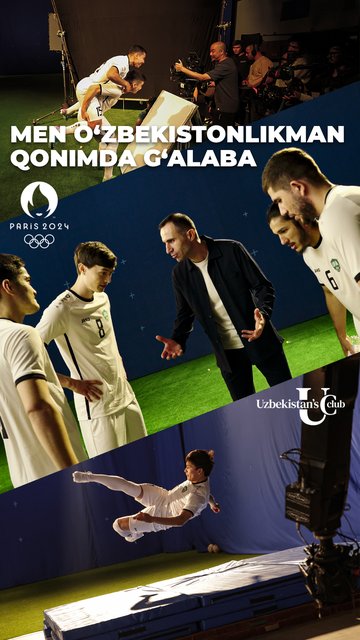 MEN O‘ZBEKISTONLIKMAN
QONIMDA G‘ALABA
PARIS 2024
8
6
Uzbekistan's
U
Club